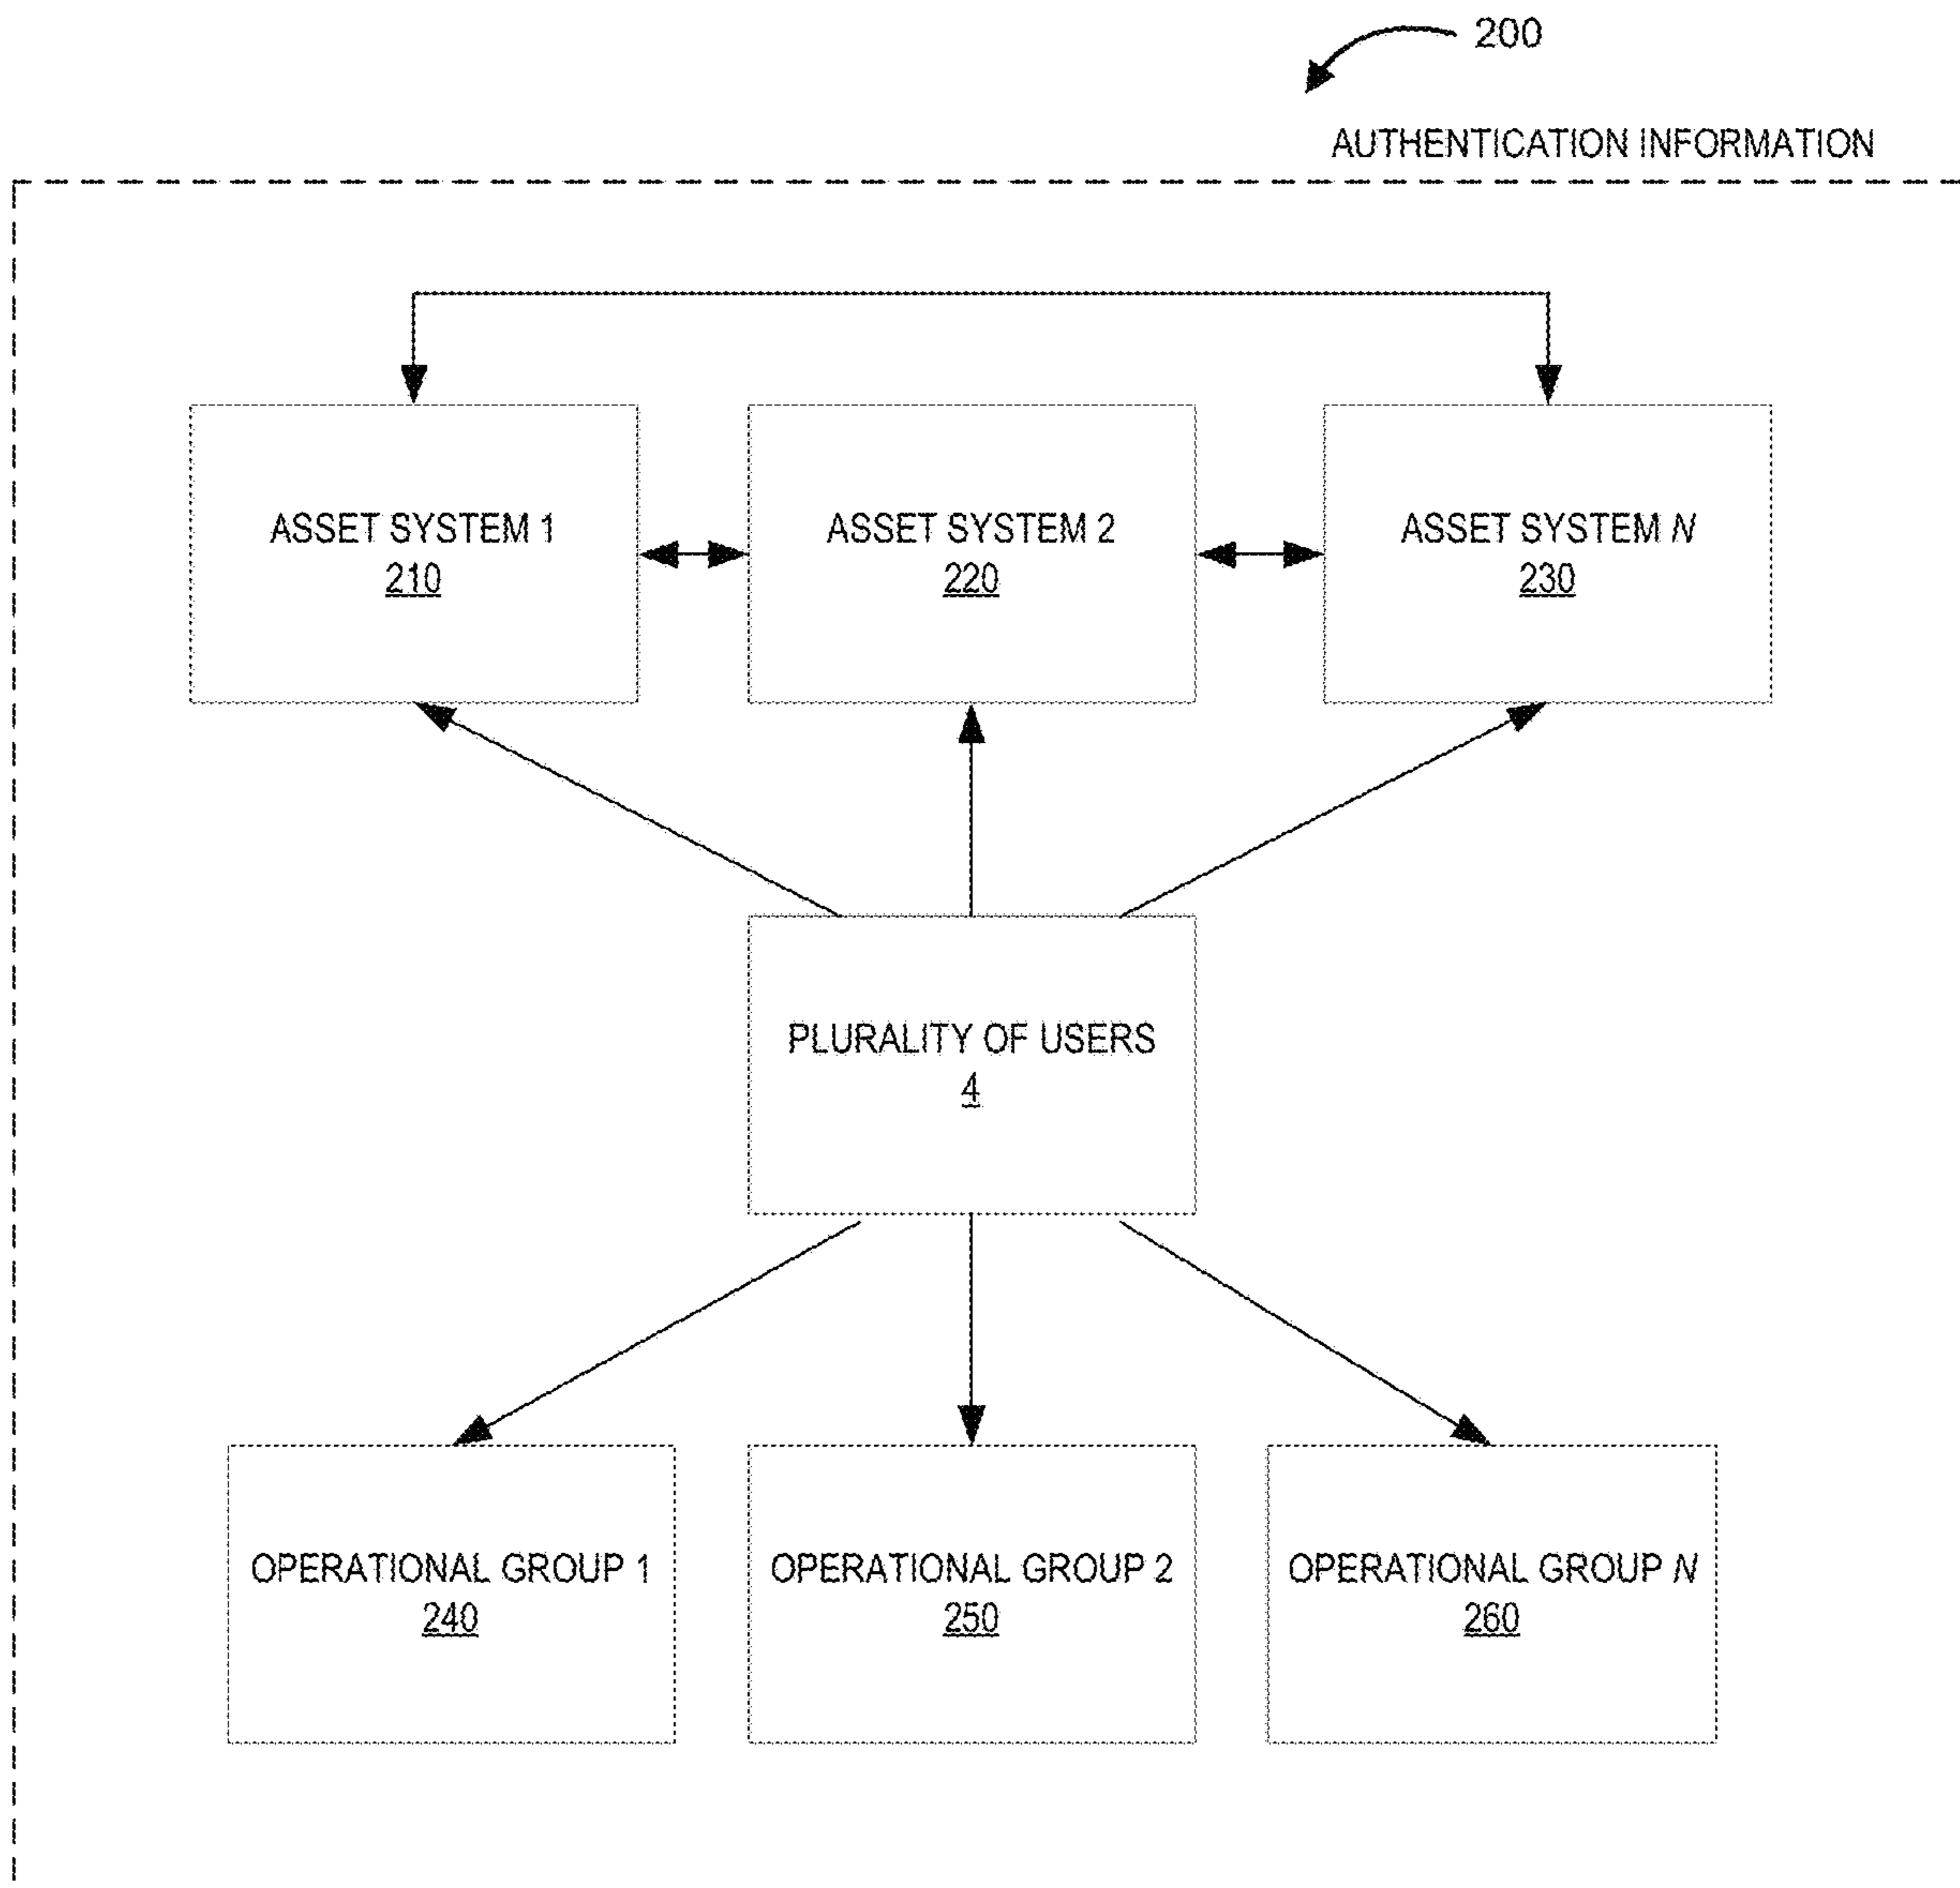 200
AUTHENTICATION INFORMATION
ASSET SYSTEM 1
210
ASSET SYSTEM 2
220
ASSET SYSTEM N
230
PLURALITY OF USERS
4
OPERATIONAL GROUP 1
240
OPERATIONAL GROUP 2
250
OPERATIONAL GROUP N
260